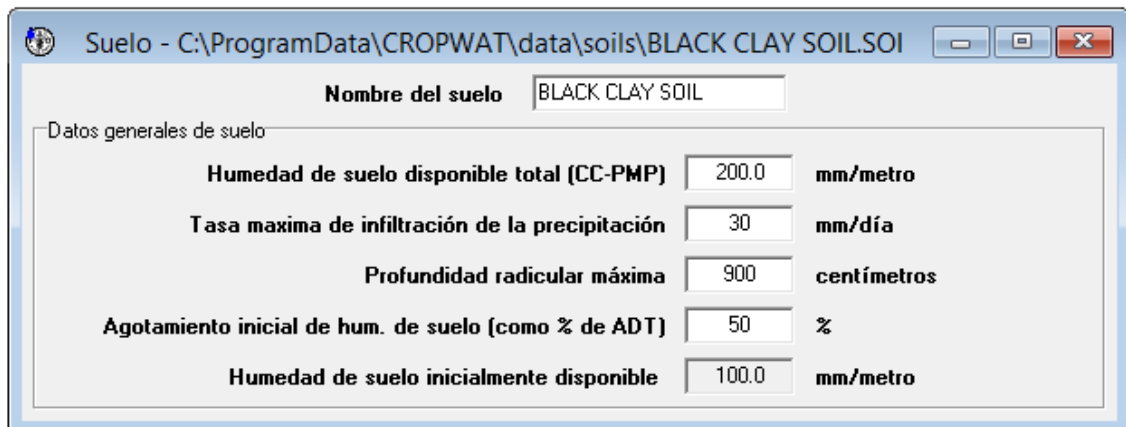 Suelo - C:\ProgramData\CROPWAT\data\soils\BLACK CLAY SOIL.SOI
Nombre del suelo BLACK CLAY SOIL
Datos generales de suelo
Humedad de suelo disponible total (CC-PMP) 200.0 mm/metro
Tasa maxima de infiltración de la precipitación 30 mm/día
Profundidad radicular máxima 900 centímetros
Agotamiento inicial de hum. de suelo (como % de ADT) 50 %
Humedad de suelo inicialmente disponible 100.0 mm/metro